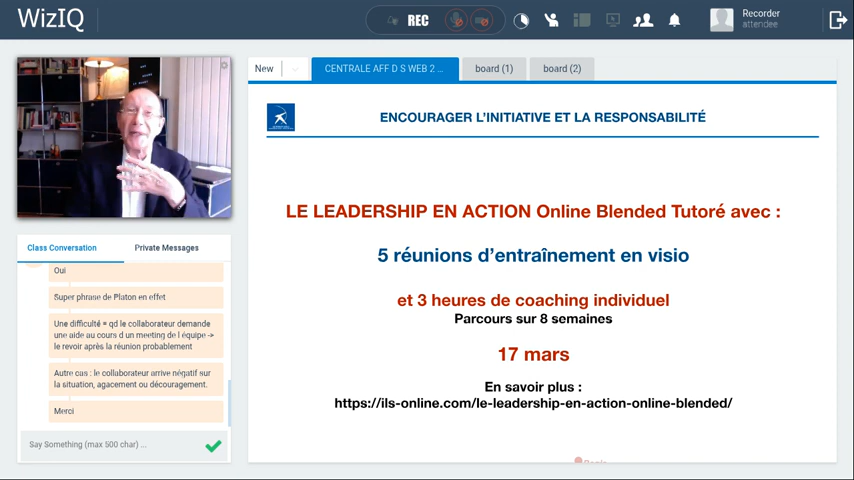 WizIQ
REC
Recorder
attendee
New
CENTRALE AFF D S WEB 2 ...
board (1)
board (2)
ENCOURAGER L'INITIATIVE ET LA RESPONSABILITÉ
LE LEADERSHIP EN ACTION Online Blended Tutoré avec :
5 réunions d'entraînement en visio
et 3 heures de coaching individuel
Parcours sur 8 semaines
17 mars
En savoir plus :
https://ils-online.com/le-leadership-en-action-online-blended/
Class Conversation
Private Messages
Oui
Super phrase de Platon en effet
Une difficulté = qd le collaborateur demande
une aide au cours d un meeting de l équipe ->
le revoir après la réunion probablement
Autre cas : le collaborateur arrive négatif sur
la situation, agacement ou découragement.
Merci
Say Something (max 500 char) ...